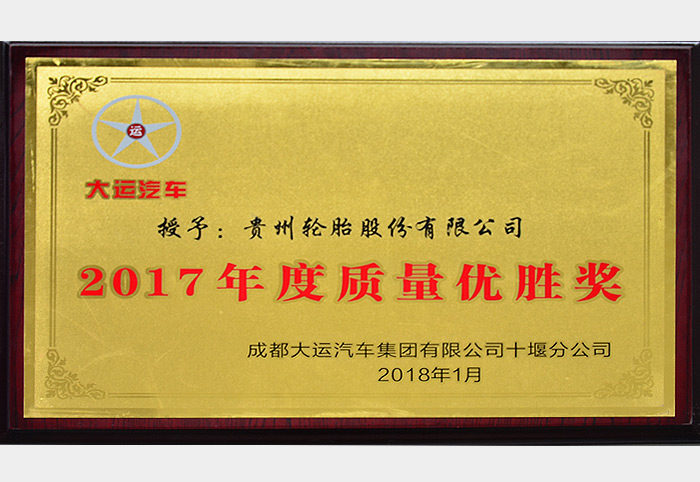 运
大运汽车
授予：贵州轮胎股份有限公司
2017年度质量优胜奖
成都大运汽车集团有限公司十堰分公司
2018年1月